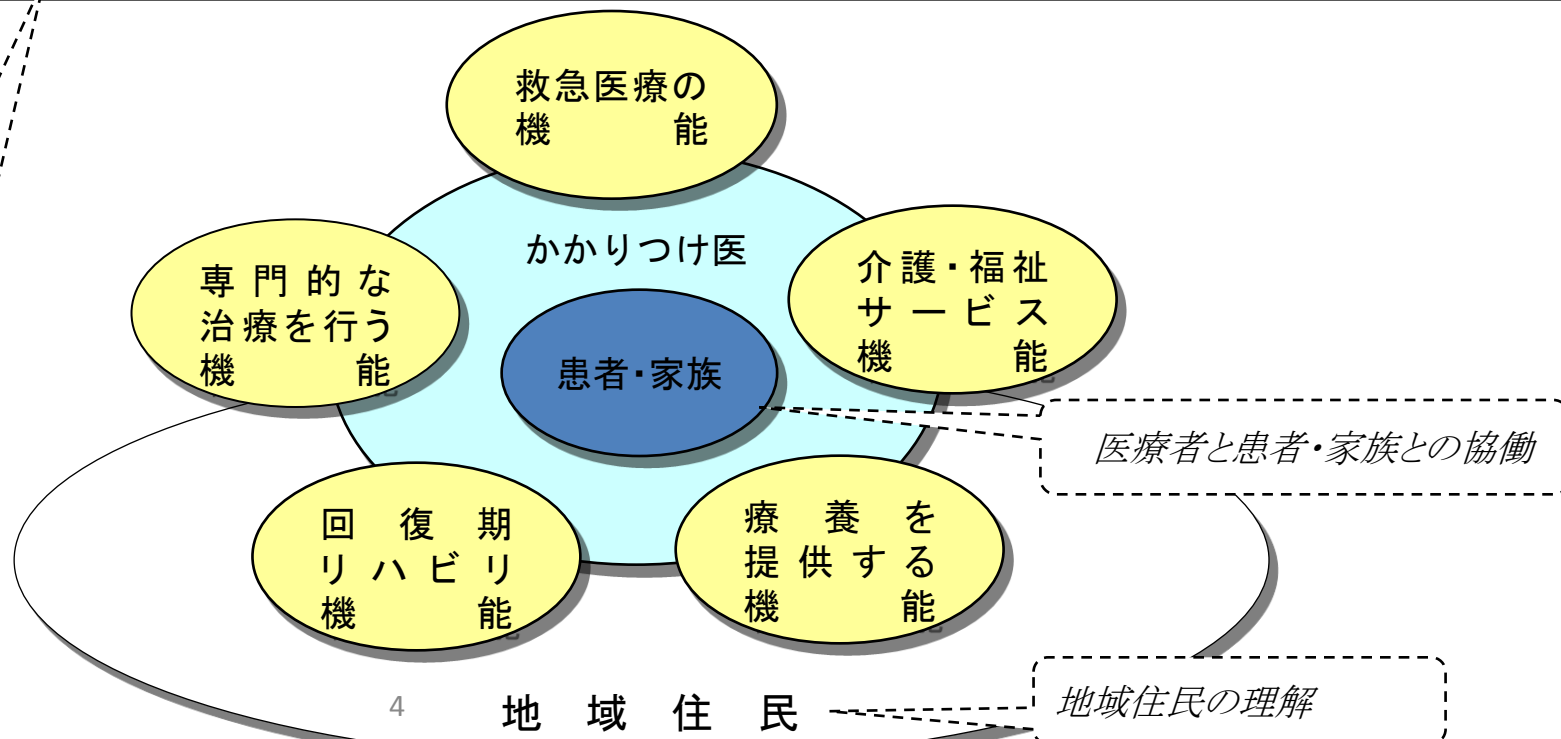 救急医療の
機能
かかりつけ医
専門的な
治療を行う
機能
介護・福祉
サービス
機能
患者・家族
医療者と患者・家族との協働
回復期
リハビリ
機能
療養を
提供する
機能
4
地域住民
地域住民の理解